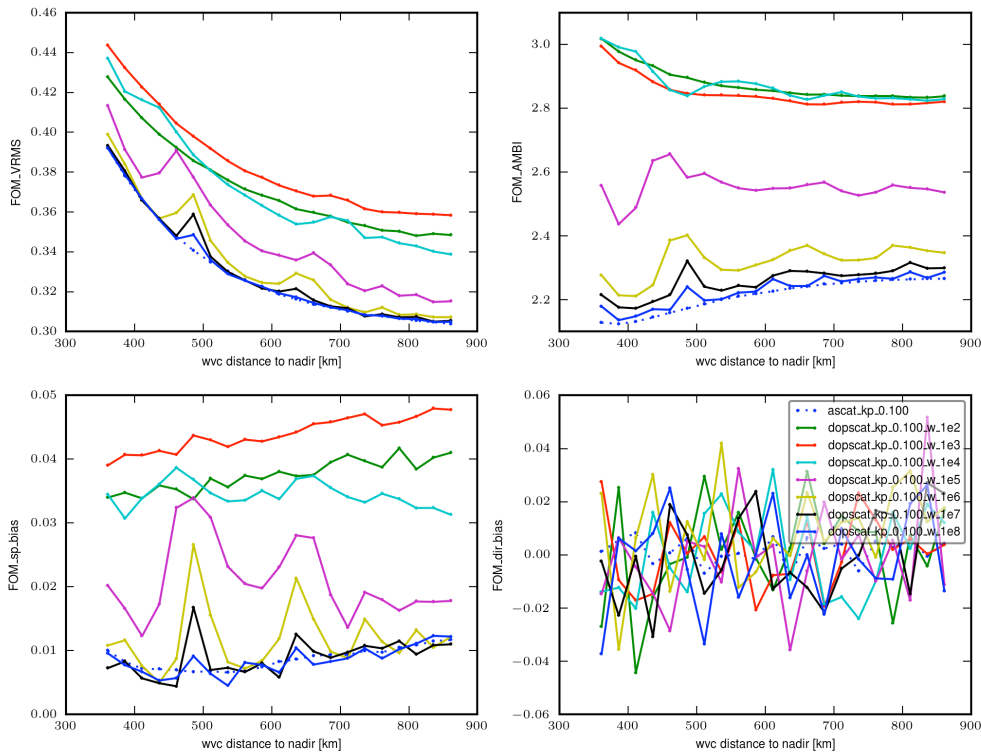 0.46
0.44
0.42
0.40
0.38
0.36
0.34
0.32
0.30
FOM_VRMS
300 400 500 600 700 800 900
wvc distance to nadir [km]
3.0
2.8
2.6
2.4
2.2
FOM_AMBI
300 400 500 600 700 800 900
wvc distance to nadir [km]
0.05
0.04
0.03
0.02
0.01
0.00
FOM_sp_bias
300 400 500 600 700 800 900
wvc distance to nadir [km]
0.06
0.04
0.02
0.00
−0.02
−0.04
−0.06
FOM_dir_bias
300 400 500 600 700 800 900
wvc distance to nadir [km]
ascat_kp_0.100
dopscat_kp_0.100_w_1e2
dopscat_kp_0.100_w_1e3
dopscat_kp_0.100_w_1e4
dopscat_kp_0.100_w_1e5
dopscat_kp_0.100_w_1e6
dopscat_kp_0.100_w_1e7
dopscat_kp_0.100_w_1e8